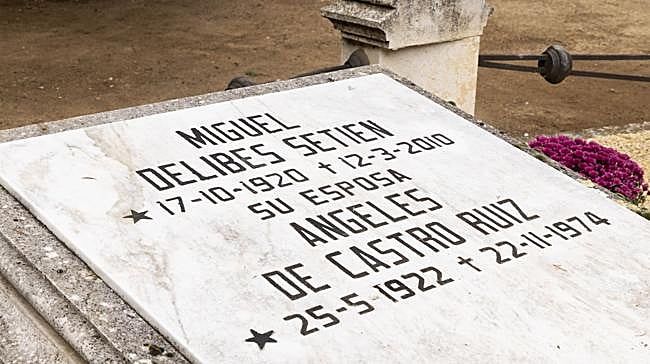 MIGUEL
DELIBES SETIEN
★ 17-10-1920 ✝ 12-3-2010
SU ESPOSA
ANGELES
DE CASTRO RUIZ
★ 25-5-1922 ✝ 22-11-1974